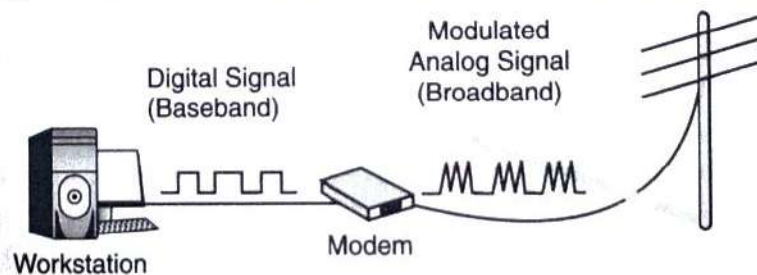 Modulated
Analog Signal
(Broadband)
Digital Signal
(Baseband)
Modem
Workstation